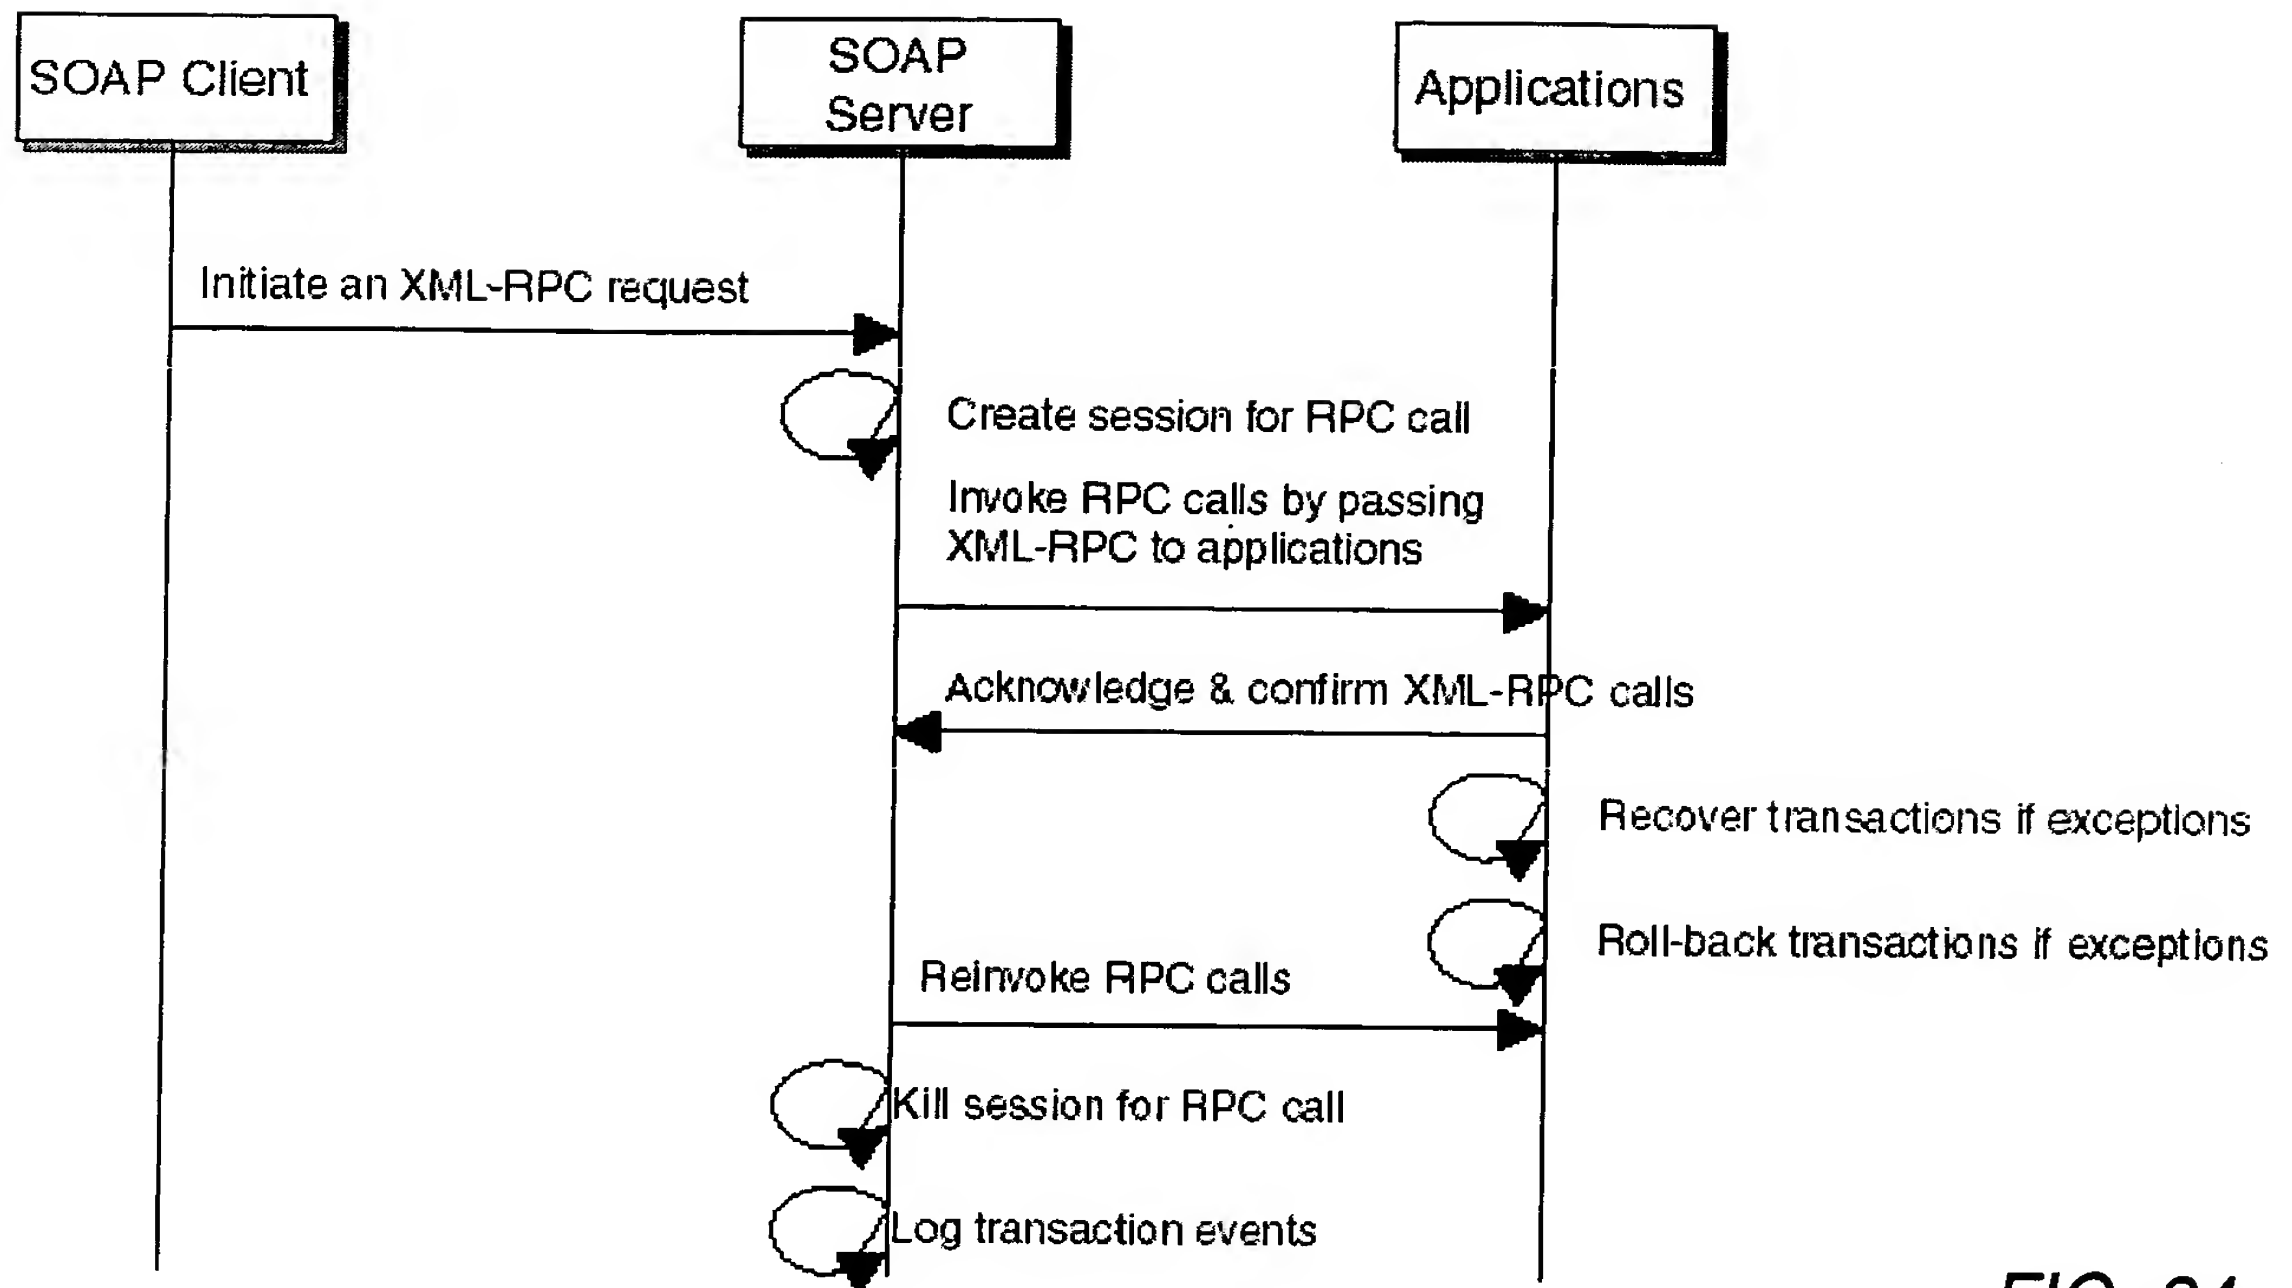 SOAP Client
SOAP
Server
Applications
Initiate an XML-RPC request
Create session for RPC call
Invoke RPC calls by passing
XML-RPC to applications
Acknowledge & confirm XML-RPC calls
Recover transactions if exceptions
Roll-back transactions if exceptions
Reinvoke RPC calls
Kill session for RPC call
Log transaction events